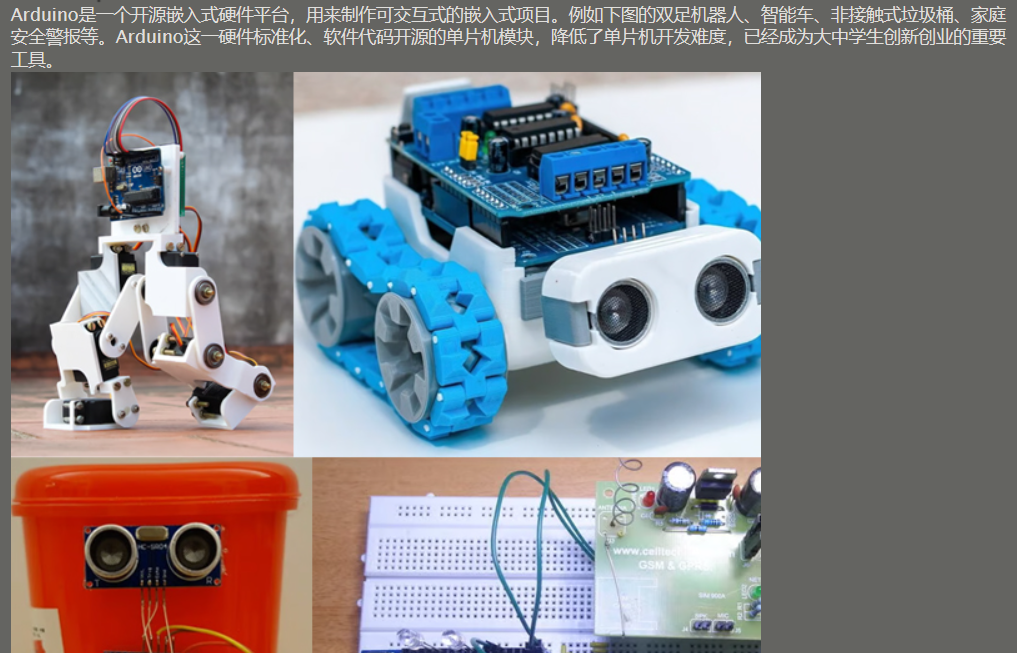 Arduino是一个开源嵌入式硬件平台，用来制作可交互式的嵌入式项目。例如下图的双足机器人、智能车、非接触式垃圾桶、家庭
安全警报等。Arduino这一硬件标准化、软件代码开源的单片机模块，降低了单片机开发难度，已经成为大中学生创新创业的重要
工具。
HC-SR04
T
R
GSM & GPRS